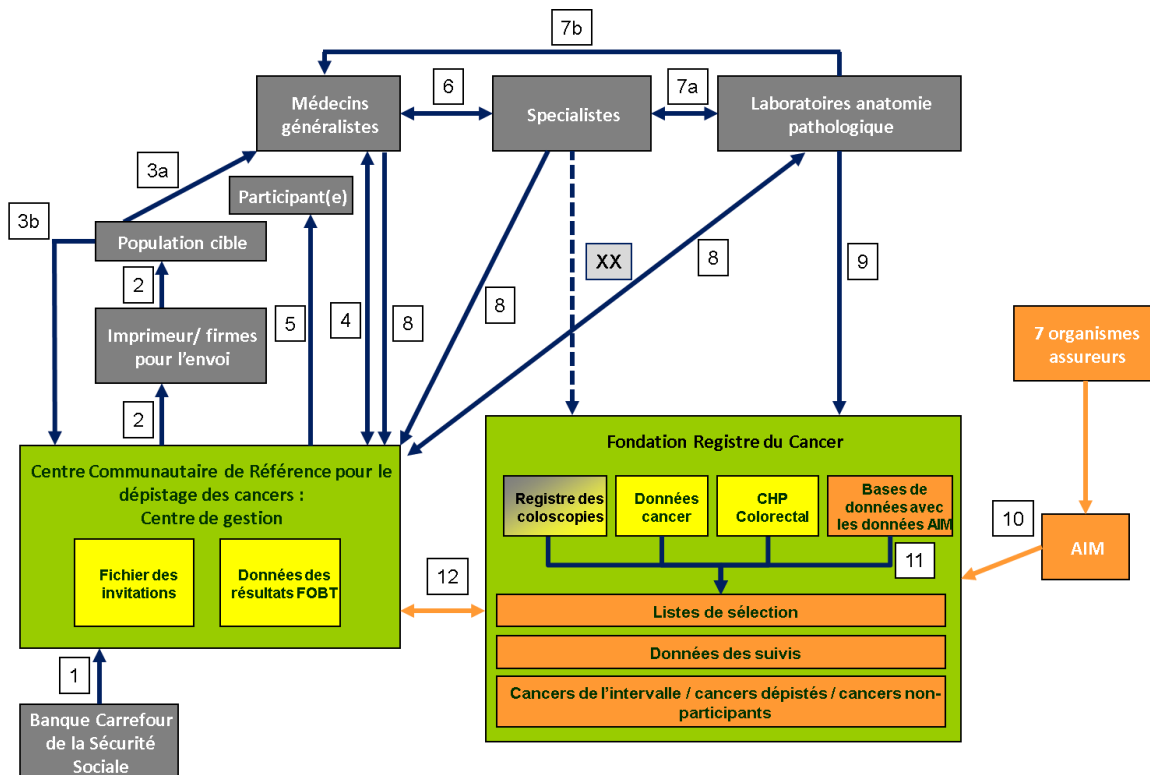 7b
Médecins
généralistes
6
Specialistes
7a
Laboratoires anatomie
pathologique
3a
Participant(e)
3b
Population cible
XX
8
9
2
5
4
8
8
Imprimeur/ firmes
pour l'envoi
7 organismes
assureurs
2
Centre Communautaire de Référence pour le
dépistage des cancers :
Centre de gestion
Fichier des
invitations
Données des
résultats FOBT
12
Fondation Registre du Cancer
Registre des
coloscopies
Données
cancer
CHP
Colorectal
Bases de
données avec
les données AIM
10
AIM
11
Listes de sélection
Données des suivis
Cancers de l'intervalle / cancers dépistés / cancers non-
participants
1
Banque Carrefour
de la Sécurité
Sociale